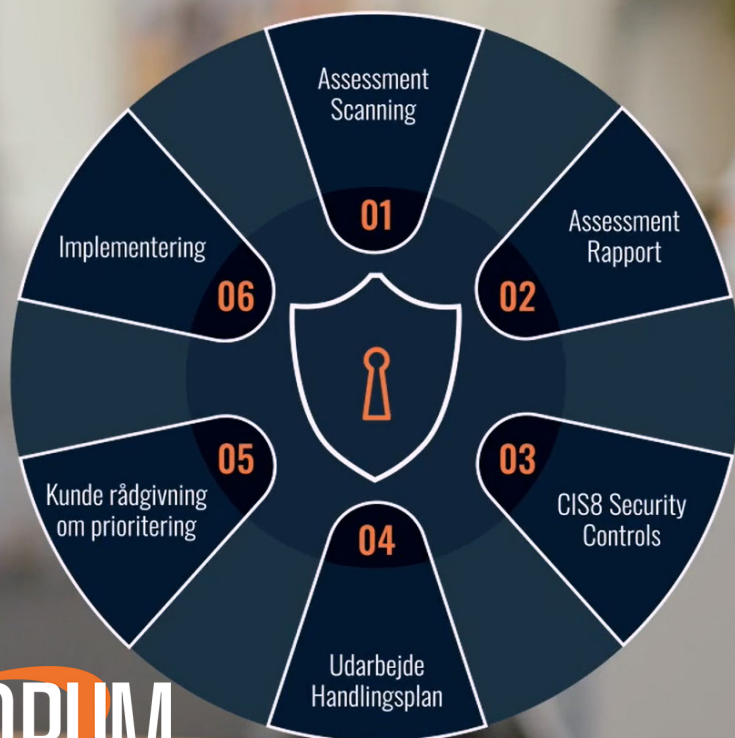 Assessment
Scanning
01
Assessment
Rapport
02
CIS8 Security
Controls
03
Udarbejde
Handlingsplan
04
Kunde rådgivning
om prioritering
05
Implementering
06